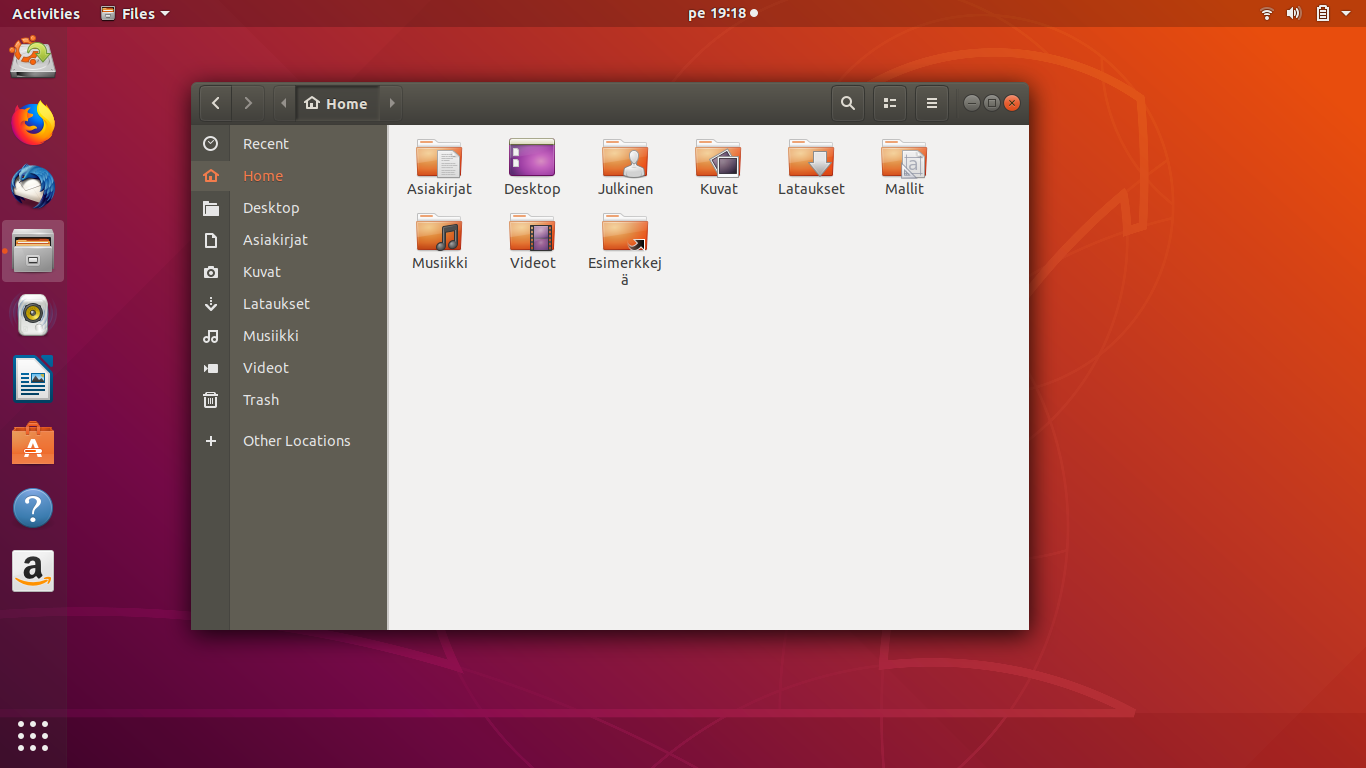 Activities
Files
pe 19:18
Home
Recent
Home
Desktop
Asiakirjat
Kuvat
Lataukset
Musiikki
Videot
Trash
Other Locations
Asiakirjat
Desktop
Julkinen
Kuvat
Lataukset
Mallit
Musiikki
Videot
Esimerkkej
ä